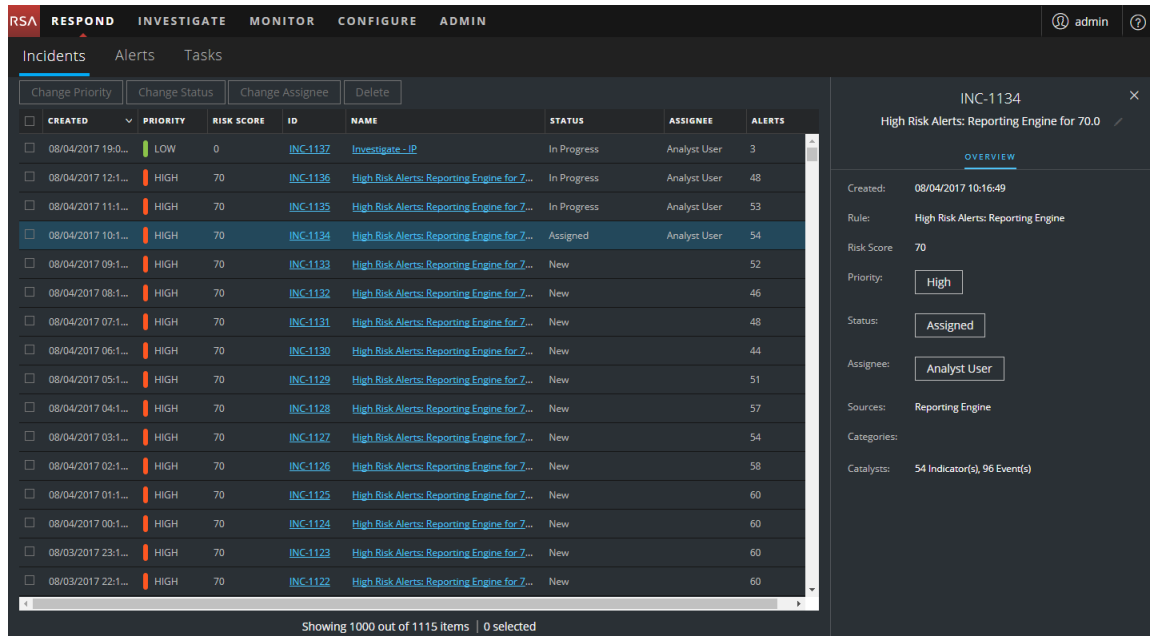 RSA RESPOND INVESTIGATE MONITOR CONFIGURE ADMIN admin ?
Incidents Alerts Tasks
Change Priority Change Status Change Assignee Delete
CREATED PRIORITY RISK SCORE ID NAME STATUS ASSIGNEE ALERTS
08/04/2017 19:0... LOW 0 INC-1137 Investigate - IP In Progress Analyst User 3
08/04/2017 12:1... HIGH 70 INC-1136 High Risk Alerts: Reporting Engine for 7... In Progress Analyst User 48
08/04/2017 11:1... HIGH 70 INC-1135 High Risk Alerts: Reporting Engine for 7... In Progress Analyst User 53
08/04/2017 10:1... HIGH 70 INC-1134 High Risk Alerts: Reporting Engine for 7... Assigned Analyst User 54
08/04/2017 09:1... HIGH 70 INC-1133 High Risk Alerts: Reporting Engine for 7... New 52
08/04/2017 08:1... HIGH 70 INC-1132 High Risk Alerts: Reporting Engine for 7... New 46
08/04/2017 07:1... HIGH 70 INC-1131 High Risk Alerts: Reporting Engine for 7... New 48
08/04/2017 06:1... HIGH 70 INC-1130 High Risk Alerts: Reporting Engine for 7... New 44
08/04/2017 05:1... HIGH 70 INC-1129 High Risk Alerts: Reporting Engine for 7... New 51
08/04/2017 04:1... HIGH 70 INC-1128 High Risk Alerts: Reporting Engine for 7... New 57
08/04/2017 03:1... HIGH 70 INC-1127 High Risk Alerts: Reporting Engine for 7... New 54
08/04/2017 02:1... HIGH 70 INC-1126 High Risk Alerts: Reporting Engine for 7... New 58
08/04/2017 01:1... HIGH 70 INC-1125 High Risk Alerts: Reporting Engine for 7... New 60
08/04/2017 00:1... HIGH 70 INC-1124 High Risk Alerts: Reporting Engine for 7... New 60
08/03/2017 23:1... HIGH 70 INC-1123 High Risk Alerts: Reporting Engine for 7... New 60
08/03/2017 22:1... HIGH 70 INC-1122 High Risk Alerts: Reporting Engine for 7... New 60
Showing 1000 out of 1115 items | 0 selected
INC-1134
High Risk Alerts: Reporting Engine for 70.0
OVERVIEW
Created: 08/04/2017 10:16:49
Rule: High Risk Alerts: Reporting Engine
Risk Score 70
Priority: High
Status: Assigned
Assignee: Analyst User
Sources: Reporting Engine
Categories:
Catalysts: 54 Indicator(s), 96 Event(s)